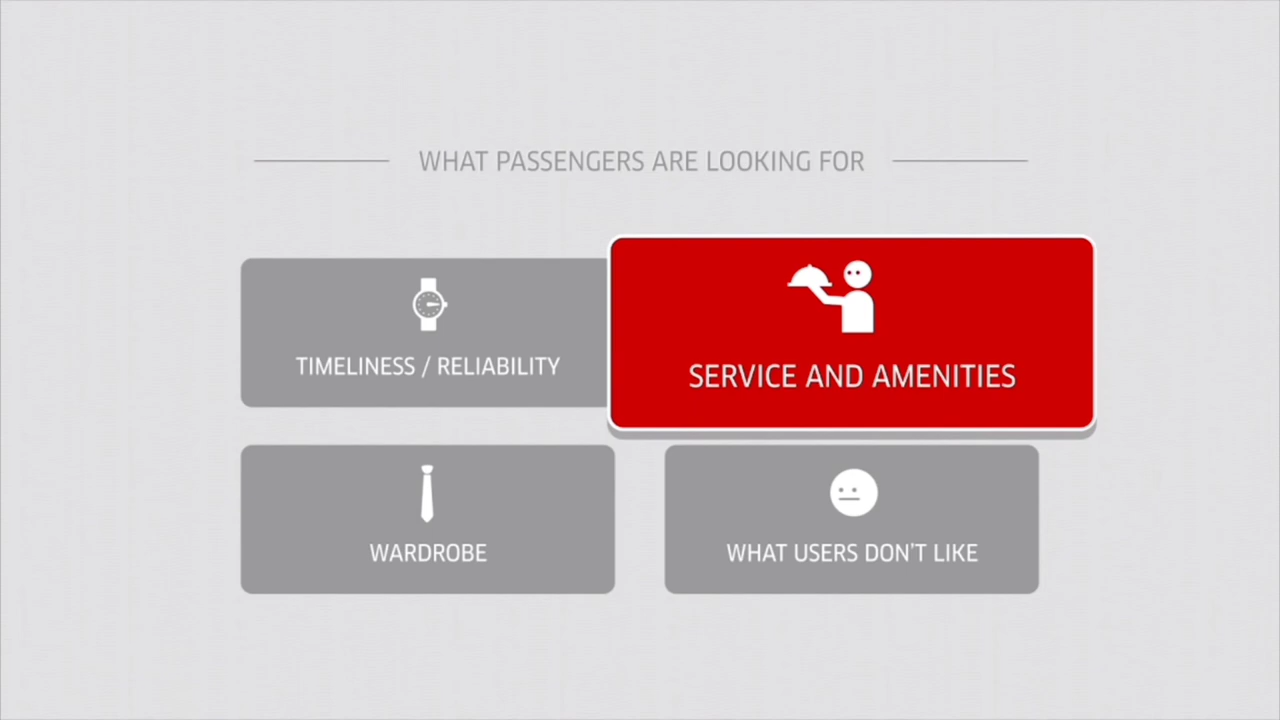 WHAT PASSENGERS ARE LOOKING FOR
TIMELINESS / RELIABILITY
SERVICE AND AMENITIES
WARDROBE
WHAT USERS DON'T LIKE